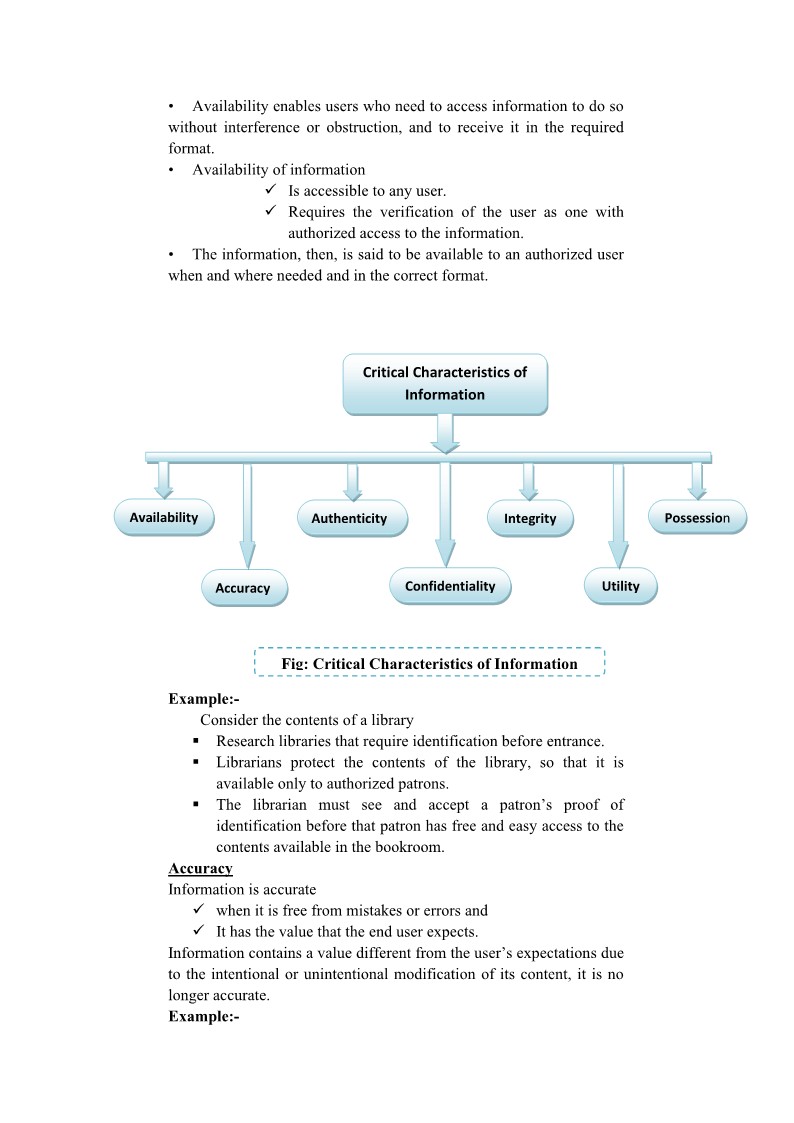 • Availability enables users who need to access information to do so
without interference or obstruction, and to receive it in the required
format.
• Availability of information
✓ Is accessible to any user.
✓ Requires the verification of the user as one with
authorized access to the information.
• The information, then, is said to be available to an authorized user
when and where needed and in the correct format.
Critical Characteristics of
Information
Availability
Authenticity
Integrity
Possession
Accuracy
Confidentiality
Utility
Fig: Critical Characteristics of Information
Example:-
Consider the contents of a library
▪ Research libraries that require identification before entrance.
▪ Librarians protect the contents of the library, so that it is
available only to authorized patrons.
▪ The librarian must see and accept a patron’s proof of
identification before that patron has free and easy access to the
contents available in the bookroom.
Accuracy
Information is accurate
✓ when it is free from mistakes or errors and
✓ It has the value that the end user expects.
Information contains a value different from the user’s expectations due
to the intentional or unintentional modification of its content, it is no
longer accurate.
Example:-